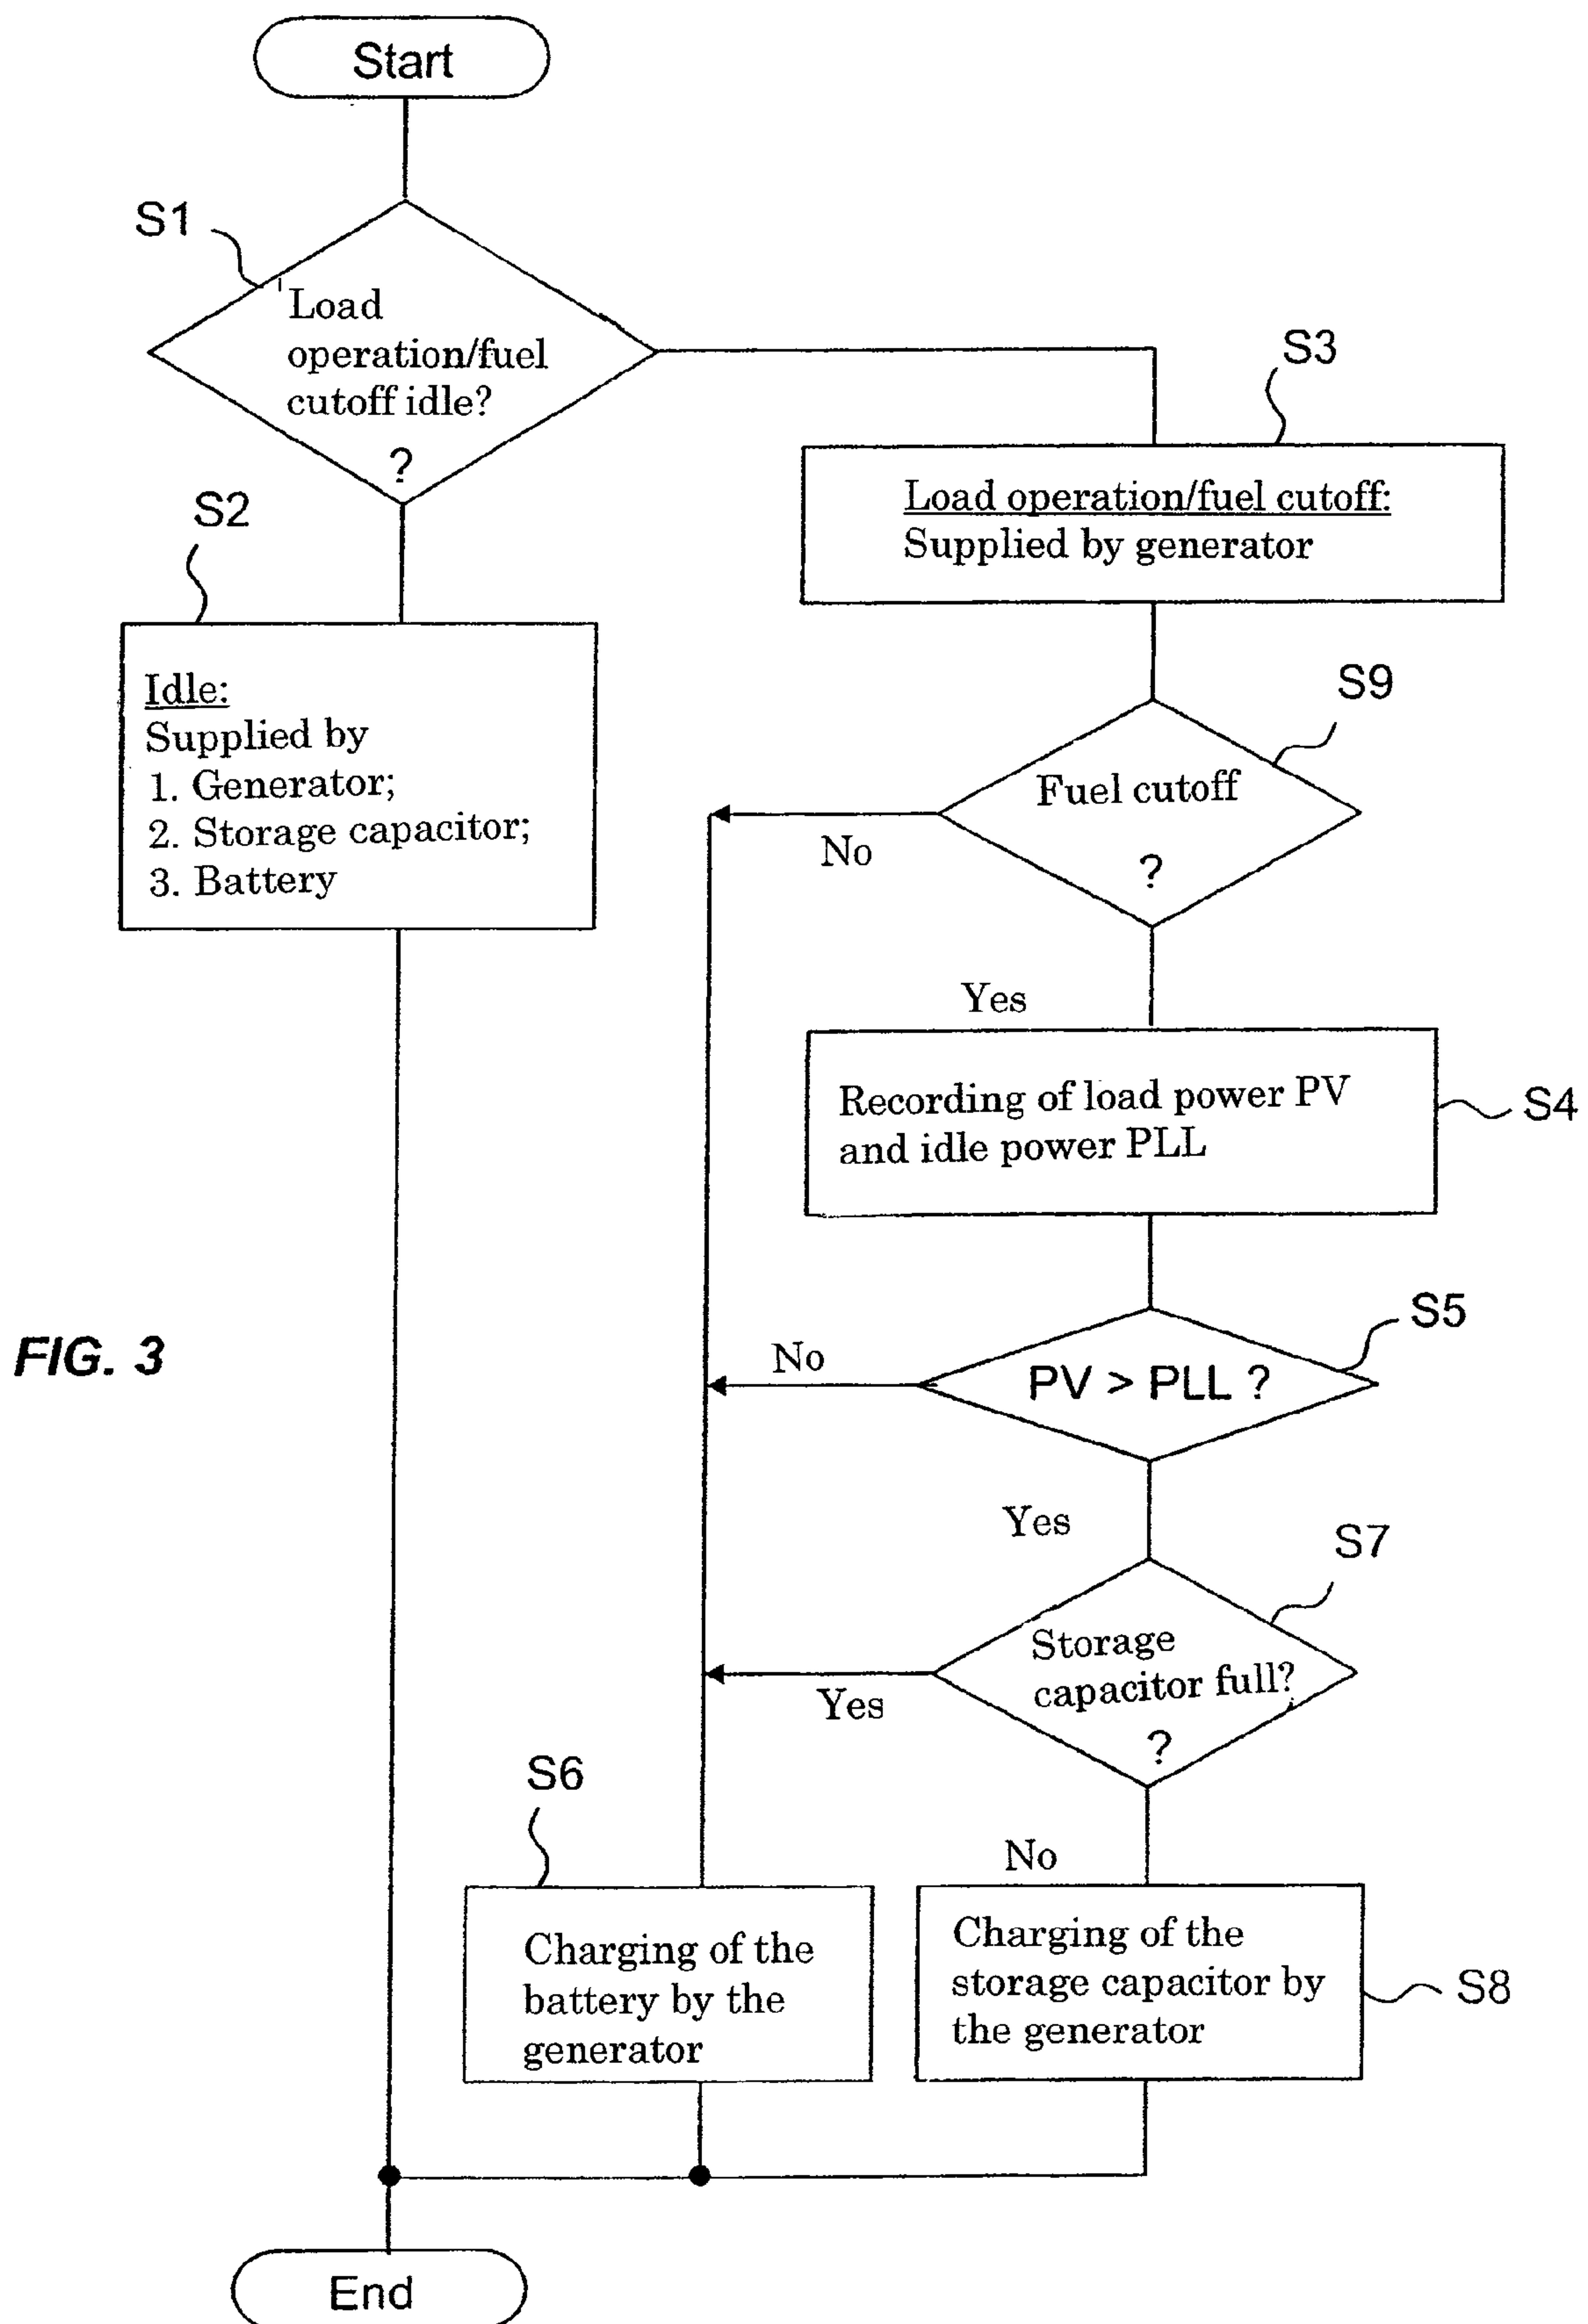 Start
S1
Load
operation/fuel
cutoff idle?
?
S3
Load operation/fuel cutoff:
Supplied by generator
S2
Idle:
Supplied by
1. Generator;
2. Storage capacitor;
3. Battery
S9
Fuel cutoff
?
No
Yes
Recording of load power PV
and idle power PLL
S4
FIG. 3
S5
PV > PLL ?
No
Yes
S7
Storage
capacitor full?
?
Yes
No
S6
Charging of the
battery by the
generator
Charging of the
storage capacitor by
the generator
S8
End